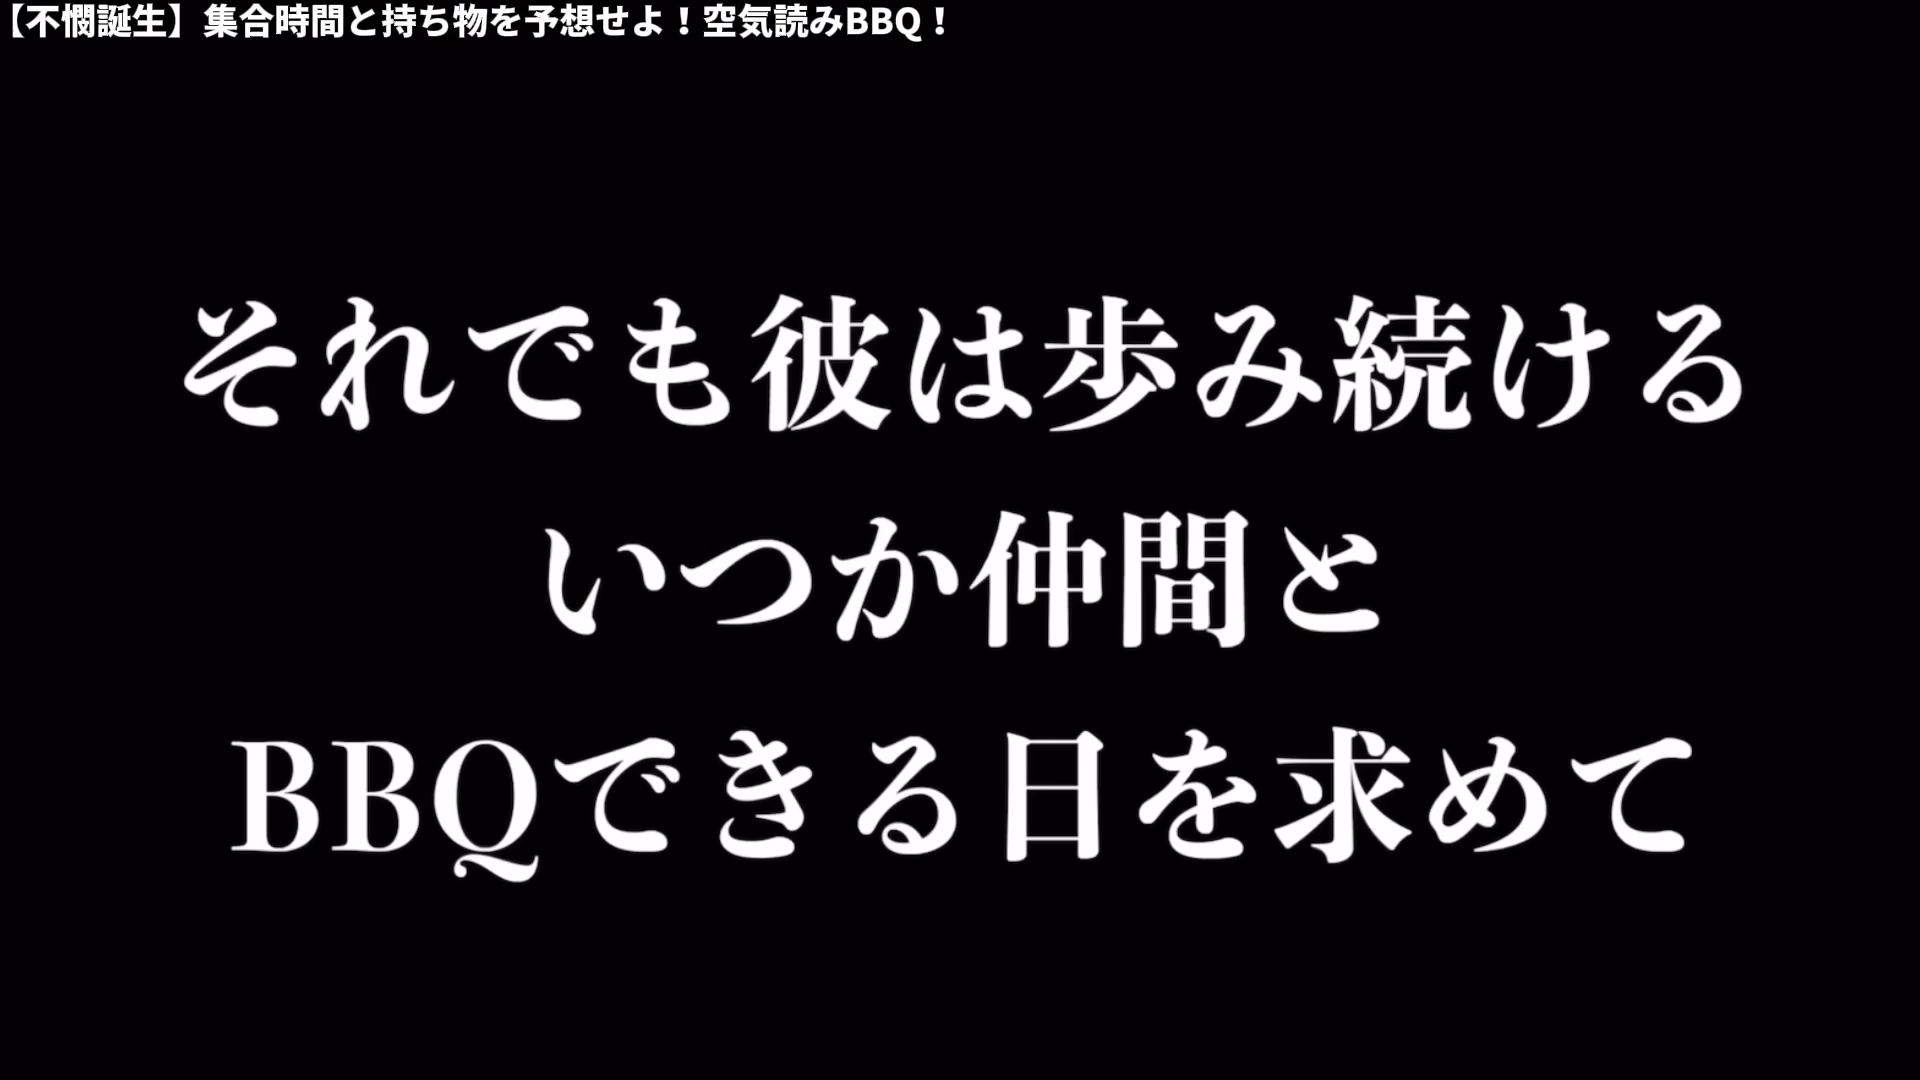 【不憫誕生】集合時間と持ち物を予想せよ！空気読みBBQ！
それでも彼は歩み続ける
いつか仲間と
BBQできる日を求めて